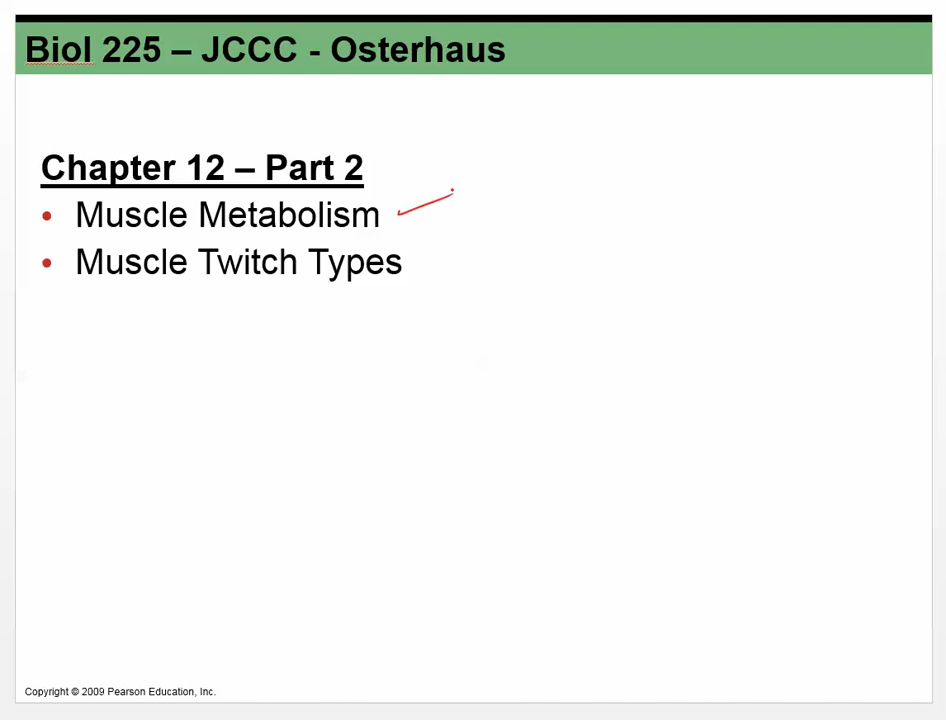 Biol 225 – JCCC - Osterhaus
Chapter 12 – Part 2
• Muscle Metabolism
• Muscle Twitch Types
Copyright © 2009 Pearson Education, Inc.